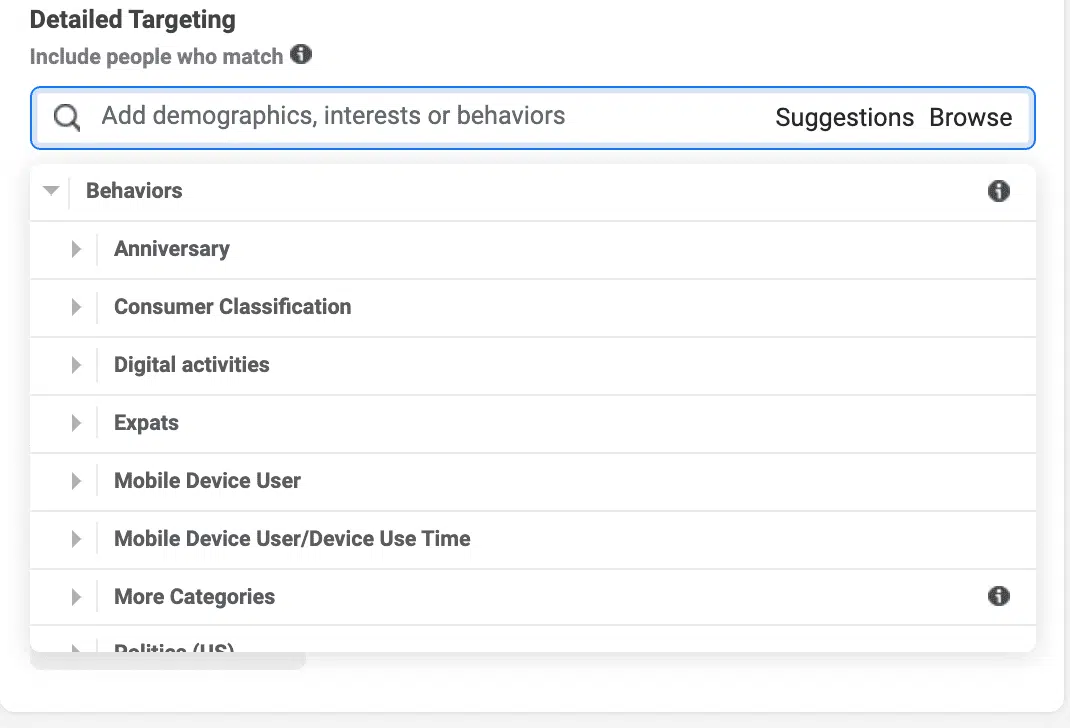 Detailed Targeting
Include people who match
Add demographics, interests or behaviors Suggestions Browse
Behaviors
Anniversary
Consumer Classification
Digital activities
Expats
Mobile Device User
Mobile Device User/Device Use Time
More Categories
Politics (US)